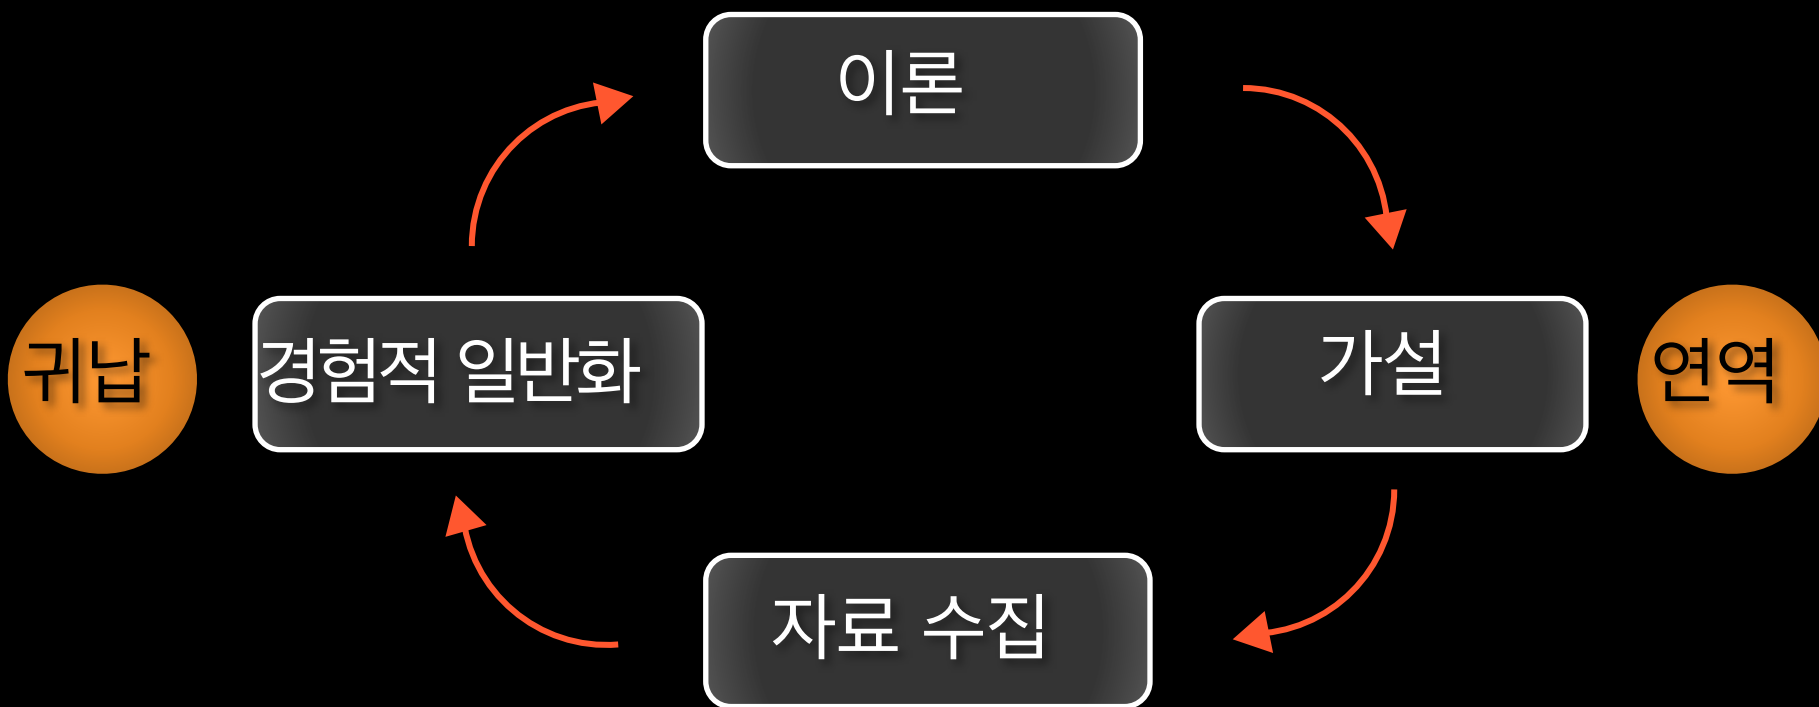 이론
귀납
경험적 일반화
가설
연역
자료 수집